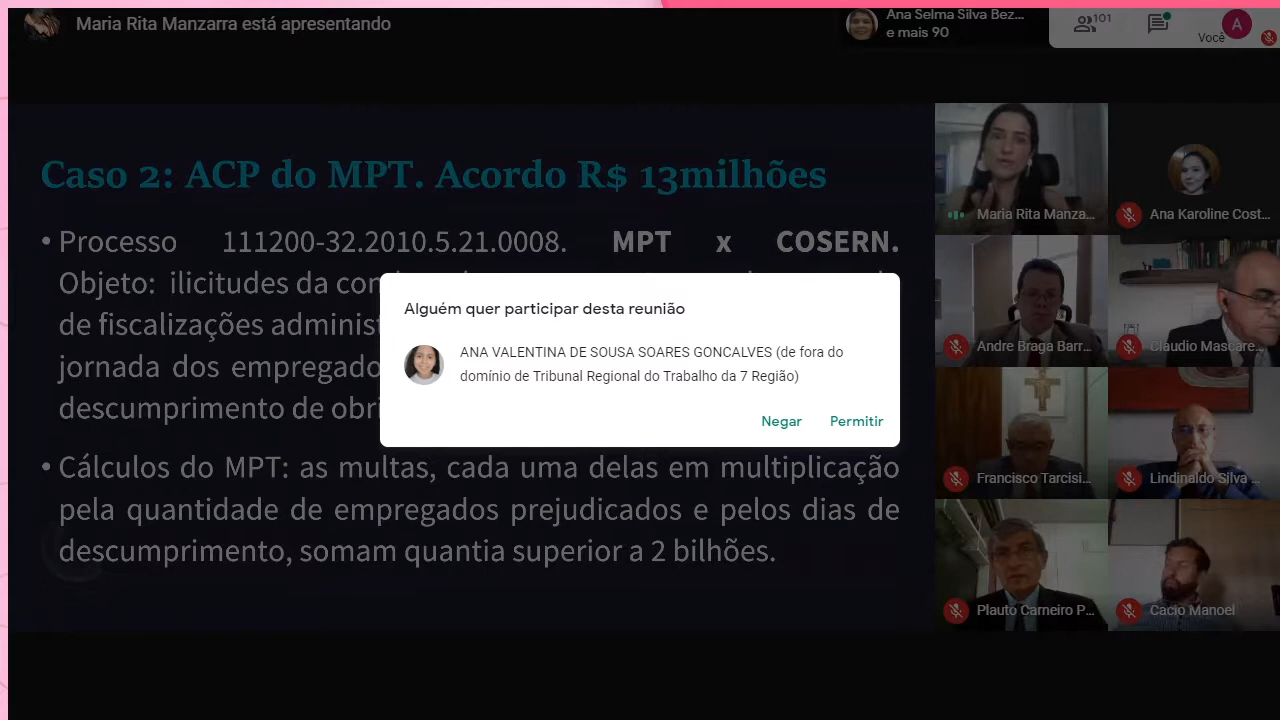 Maria Rita Manzarra está apresentando
Ana Selma Silva Bez...
e mais 90
101
A
Você
Caso 2: ACP do MPT. Acordo R$ 13milhões
• Processo 111200-32.2010.5.21.0008. MPT x COSERN.
Objeto: ilicitudes da
de fiscalizações
jornada dos
descumprimento de
Alguém quer participar desta reunião
ANA VALENTINA DE SOUSA SOARES GONCALVES (de fora do
domínio de Tribunal Regional do Trabalho da 7 Região)
Negar Permitir
• Cálculos do MPT: as multas, cada uma delas em multiplicação
pela quantidade de empregados prejudicados e pelos dias de
descumprimento, somam quantia superior a 2 bilhões.
Maria Rita Manza...
Ana Karoline Cost...
Andre Braga Barr...
Claudio Mascare...
Francisco Tarcisi...
Lindinaldo Silva ...
Plauto Carneiro P...
Cacio Manoel